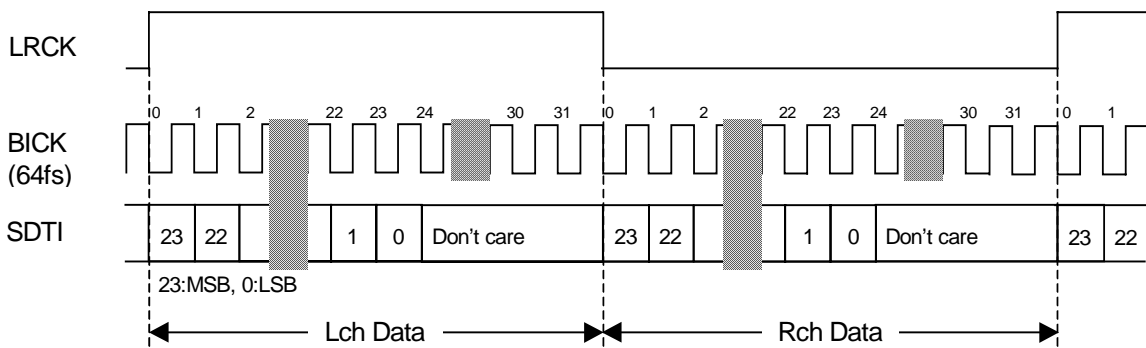 LRCK
0 1 2 22 23 24 30 31 0 1 2 22 23 24 30 31 0 1
BICK
(64fs)
SDTI 23 22 1 0 Don't care 23 22 1 0 Don't care 23 22
23:MSB, 0:LSB
Lch Data Rch Data